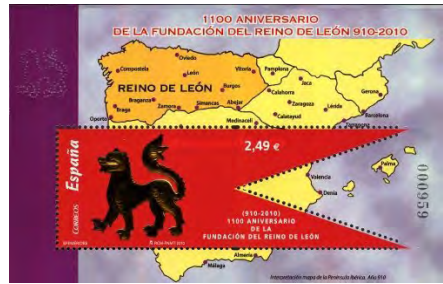 1100 ANIVERSARIO
DE LA FUNDACIÓN DEL REINO DE LEÓN 910-2010
Oviedo
Compostela
León
Vitoria
Pamplona
Jaca
Gerona
REINO DE LEÓN
Burgos
Calahorra
Braganza
Zamora
Simancas
Zaragoza
Lérida
Braga
Barcelona
Oporto
Medinaceli
Calatayud
Tarragona
España
CORREOS
2,49 €
Palma
Valencia
Denia
000959
(910-2010)
1100 ANIVERSARIO
DE LA
FUNDACIÓN DEL REINO DE LEÓN
Almería
Málaga
Interpretación mapa de la Península Ibérica. Año 910